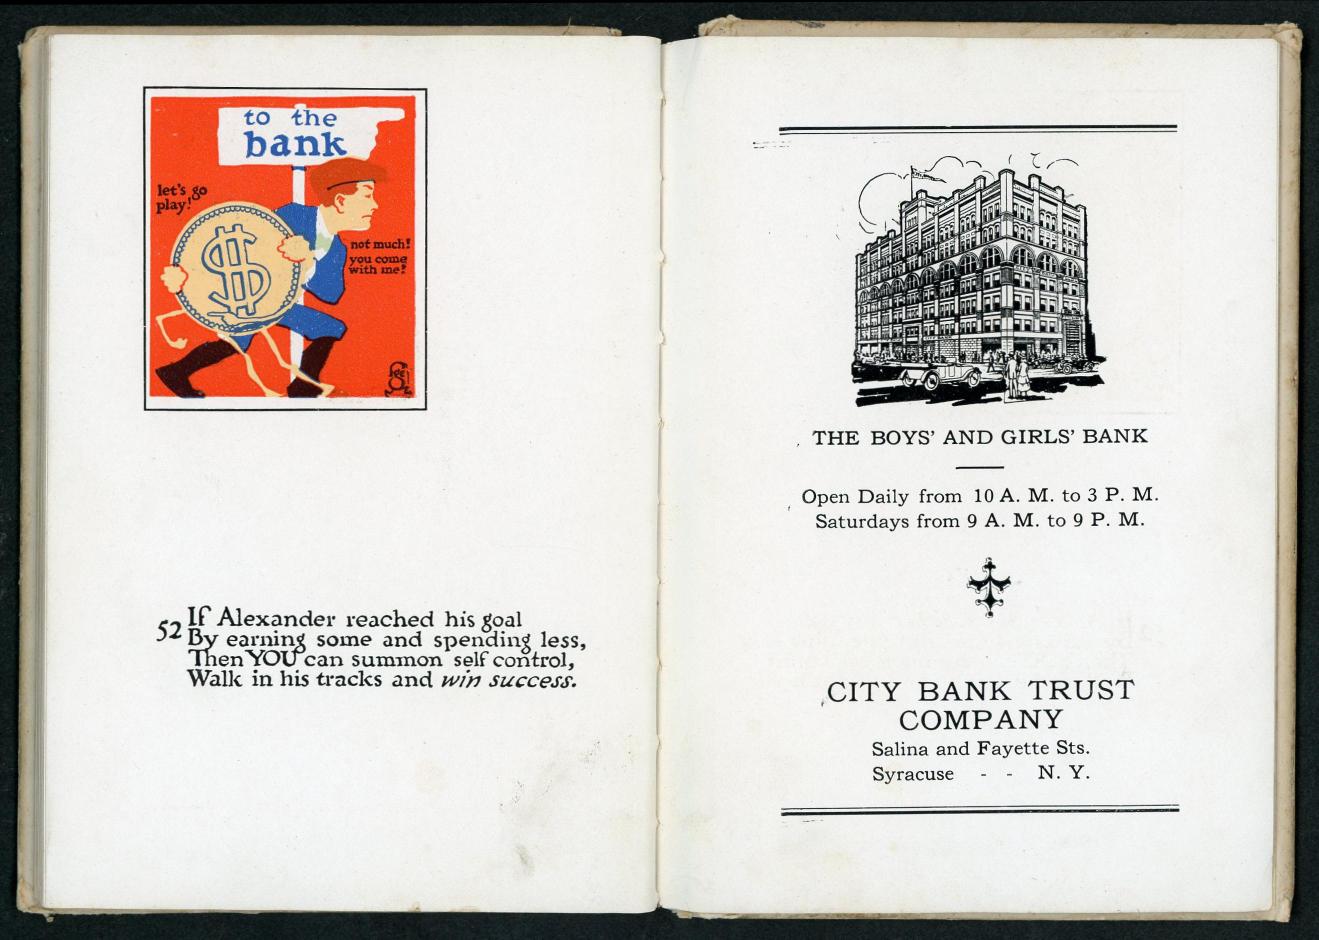 to the
bank
let's go
play!
not much!
you come
with me!
52 If Alexander reached his goal
By earning some and spending less,
Then YOU can summon self control,
Walk in his tracks and win success.
THE BOYS' AND GIRLS' BANK
Open Daily from 10 A. M. to 3 P. M.
Saturdays from 9 A. M. to 9 P. M.
CITY BANK TRUST
COMPANY
Salina and Fayette Sts.
Syracuse - - N. Y.